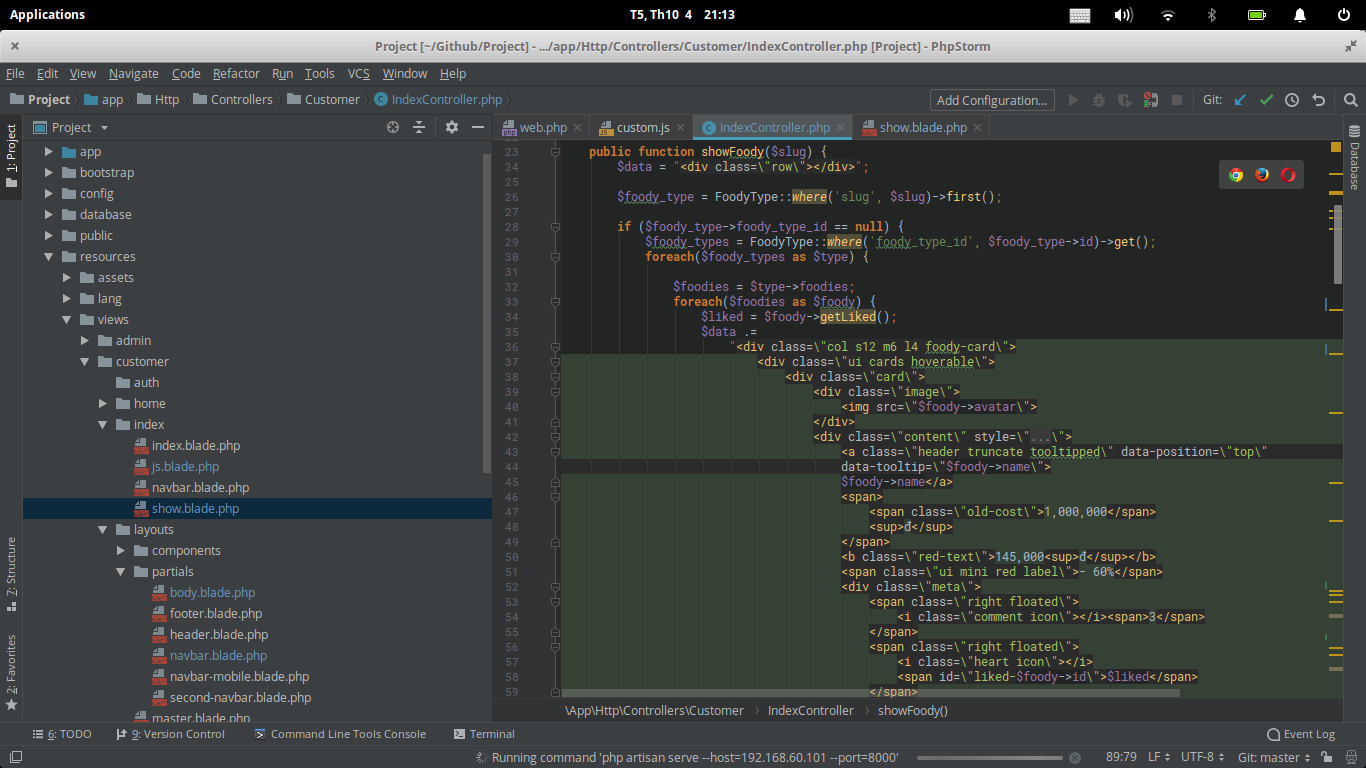 Applications
T5, Th10 4 21:13
Project [~/Github/Project] - .../app/Http/Controllers/Customer/IndexController.php [Project] - PhpStorm
File Edit View Navigate Code Refactor Run Tools VCS Window Help
Project app Http Controllers Customer IndexController.php
Add Configuration...
Git:
1: Project
Z: Structure
2: Favorites
Project
app
bootstrap
config
database
public
resources
assets
lang
views
admin
customer
auth
home
index
index.blade.php
js.blade.php
navbar.blade.php
show.blade.php
layouts
components
partials
body.blade.php
footer.blade.php
header.blade.php
navbar.blade.php
navbar-mobile.blade.php
second-navbar.blade.php
master.blade.php
web.php custom.js IndexController.php show.blade.php
23 public function showFoody($slug) {
24 $data = "<div class=\"row\"></div>";
25
26 $foody_type = FoodyType::where('slug', $slug)->first();
27
28 if ($foody_type->foody_type_id == null) {
29 $foody_types = FoodyType::where('foody_type_id', $foody_type->id)->get();
30 foreach($foody_types as $type) {
31
32 $foodies = $type->foodies;
33 foreach($foodies as $foody) {
34 $liked = $foody->getLiked();
35 $data .=
36 "<div class=\"col s12 m6 l4 foody-card\">
37 <div class=\"ui cards hoverable\">
38 <div class=\"card\">
39 <div class=\"image\">
40 <img src=\"$foody->avatar\">
41 </div>
42 <div class=\"content\" style=\"...\">
43 <a class=\"header truncate tooltipped\" data-position=\"top\"
44 data-tooltip=\"$foody->name\">
45 $foody->name</a>
46 <span>
47 <span class=\"old-cost\">1,000,000</span>
48 <sup>đ</sup>
49 </span>
50 <b class=\"red-text\">145,000<sup>đ</sup></b>
51 <span class=\"ui mini red label\">- 60%</span>
52 <div class=\"meta\">
53 <span class=\"right floated\">
54 <i class=\"comment icon\"></i><span>3</span>
55 </span>
56 <span class=\"right floated\">
57 <i class=\"heart icon\"></i>
58 <span id=\"liked-$foody->id\">$liked</span>
59 </span>
Database
\App\Http\Controllers\Customer IndexController showFoody()
6: TODO 9: Version Control Command Line Tools Console Terminal Event Log
Running command 'php artisan serve --host=192.168.60.101 --port=8000' 89:79 LF UTF-8 Git: master